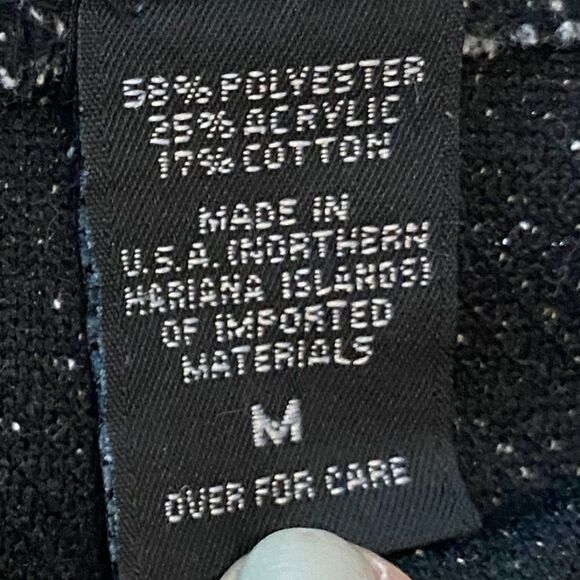 58% POLYESTER
25% ACRYLIC
17% COTTON
MADE IN
U.S.A. (NORTHERN
MARIANA ISLANDS)
OF IMPORTED
MATERIALS
M
OVER FOR CARE